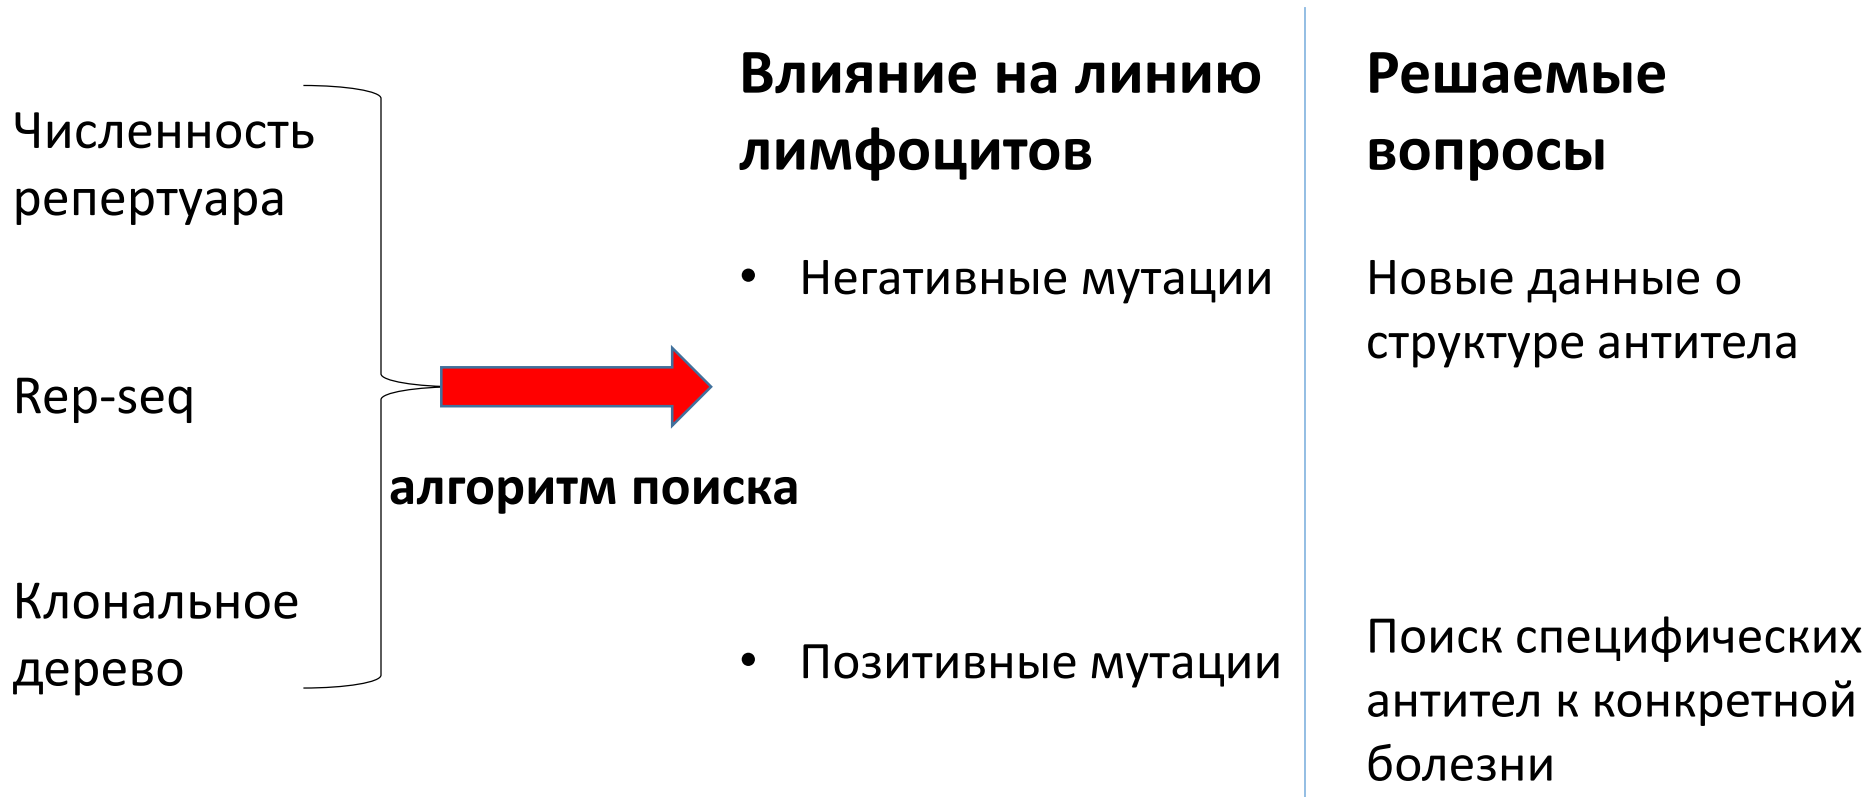 Численность
репертуара
Rep-seq
Клональное
дерево
алгоритм поиска
Влияние на линию
лимфоцитов
• Негативные мутации
• Позитивные мутации
Решаемые
вопросы
Новые данные о
структуре антитела
Поиск специфических
антител к конкретной
болезни